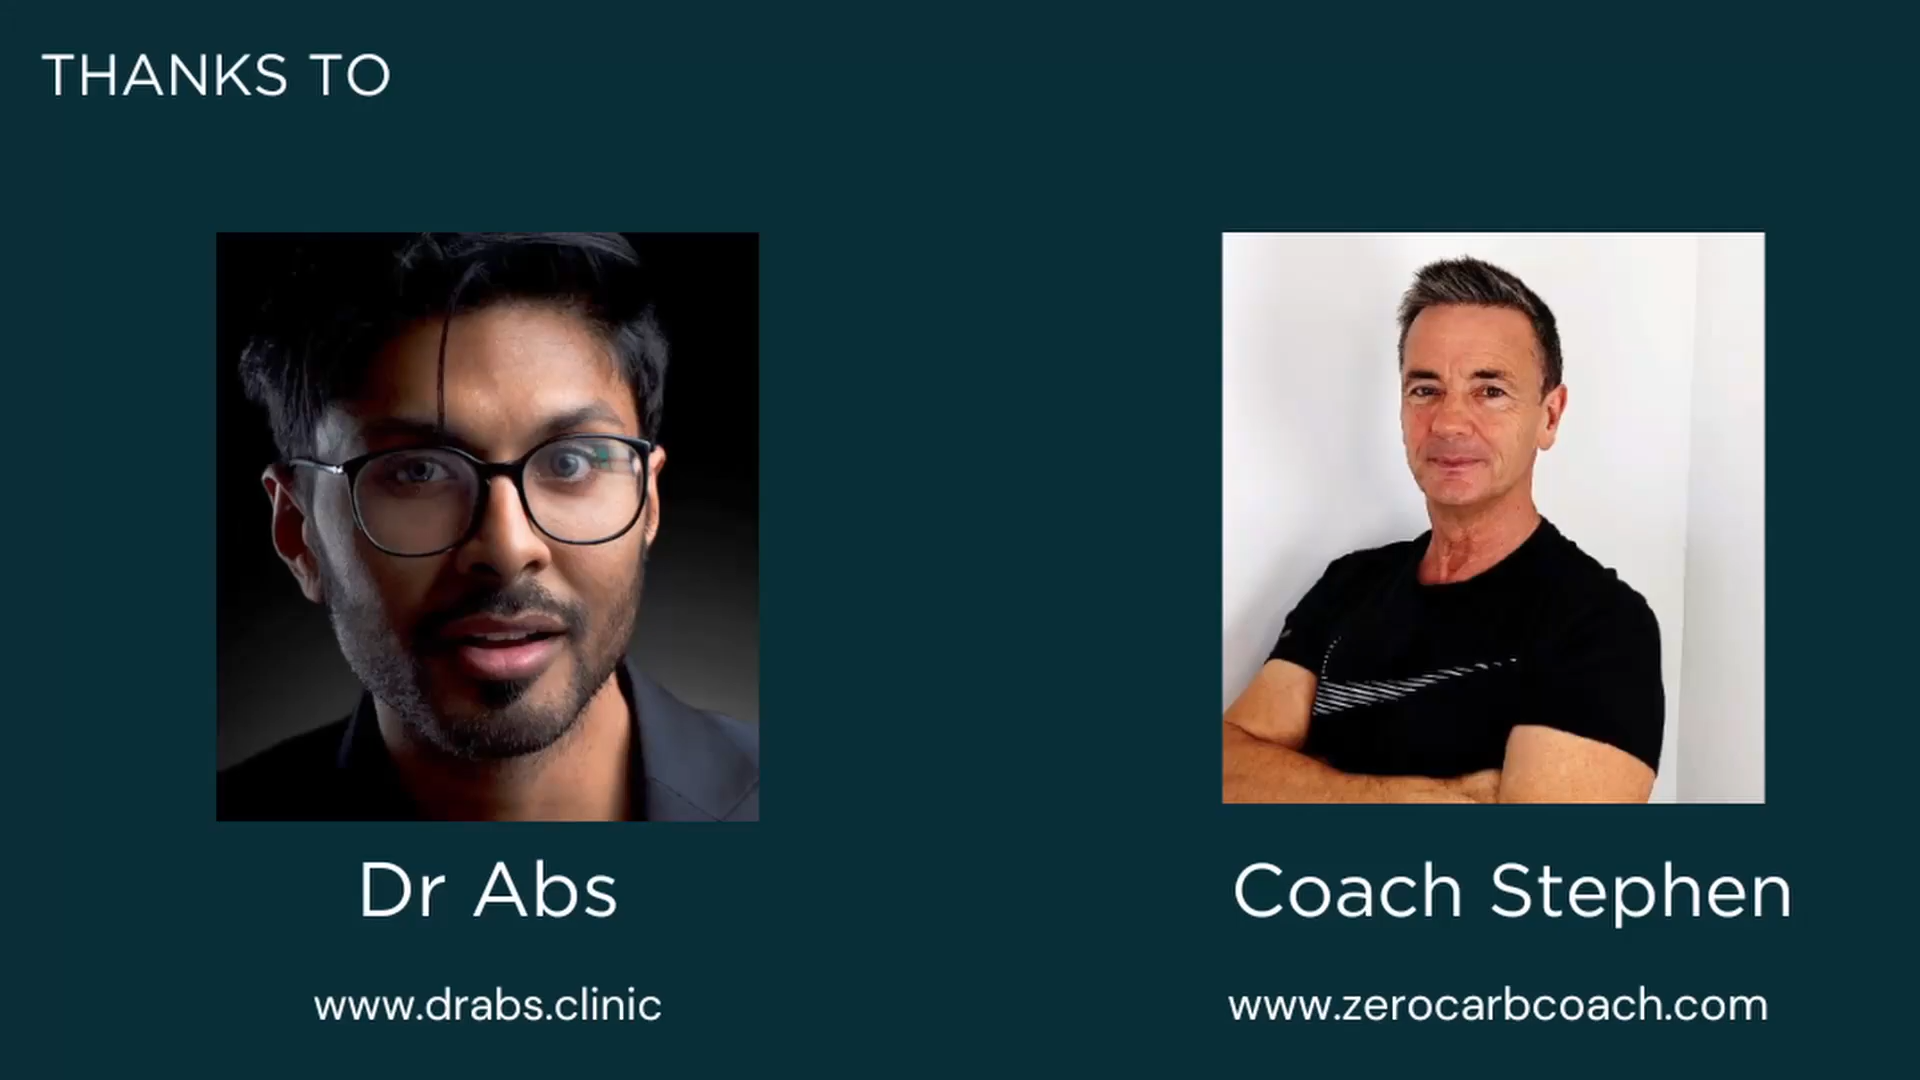 THANKS TO
Dr Abs
Coach Stephen
www.drabs.clinic
www.zerocarbcoach.com